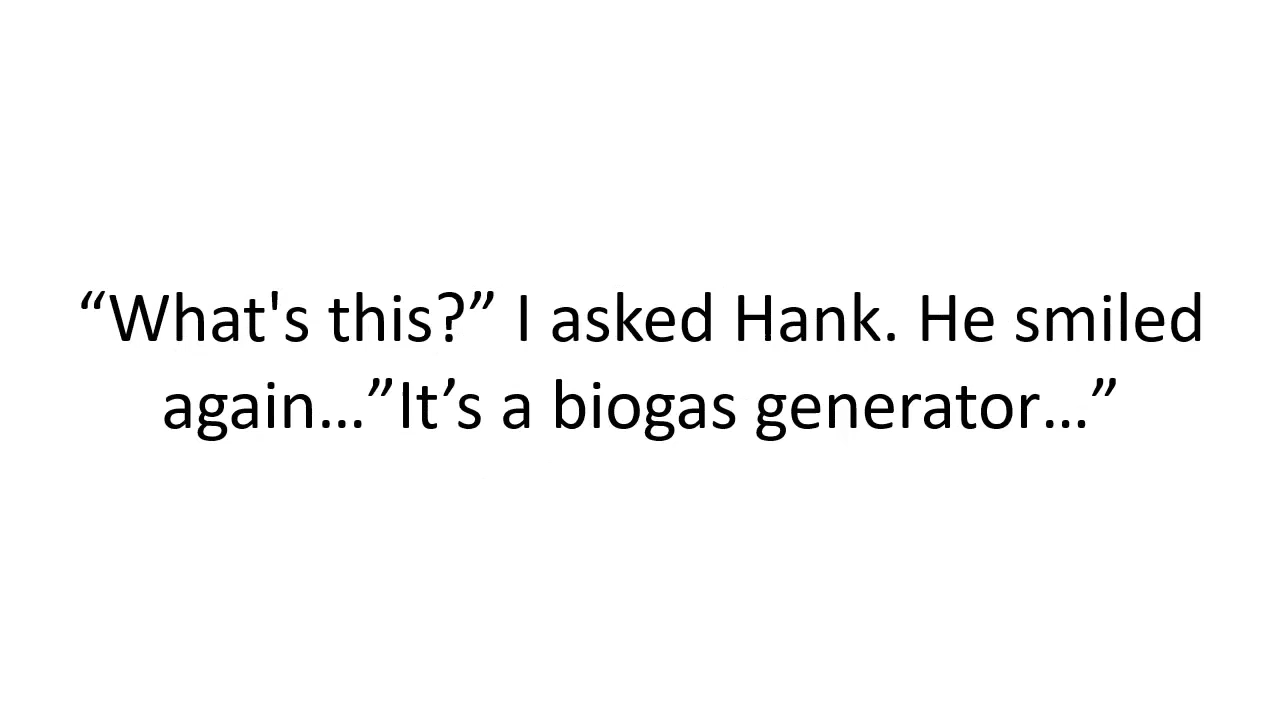 “What's this?” I asked Hank. He smiled
again…”It’s a biogas generator…”